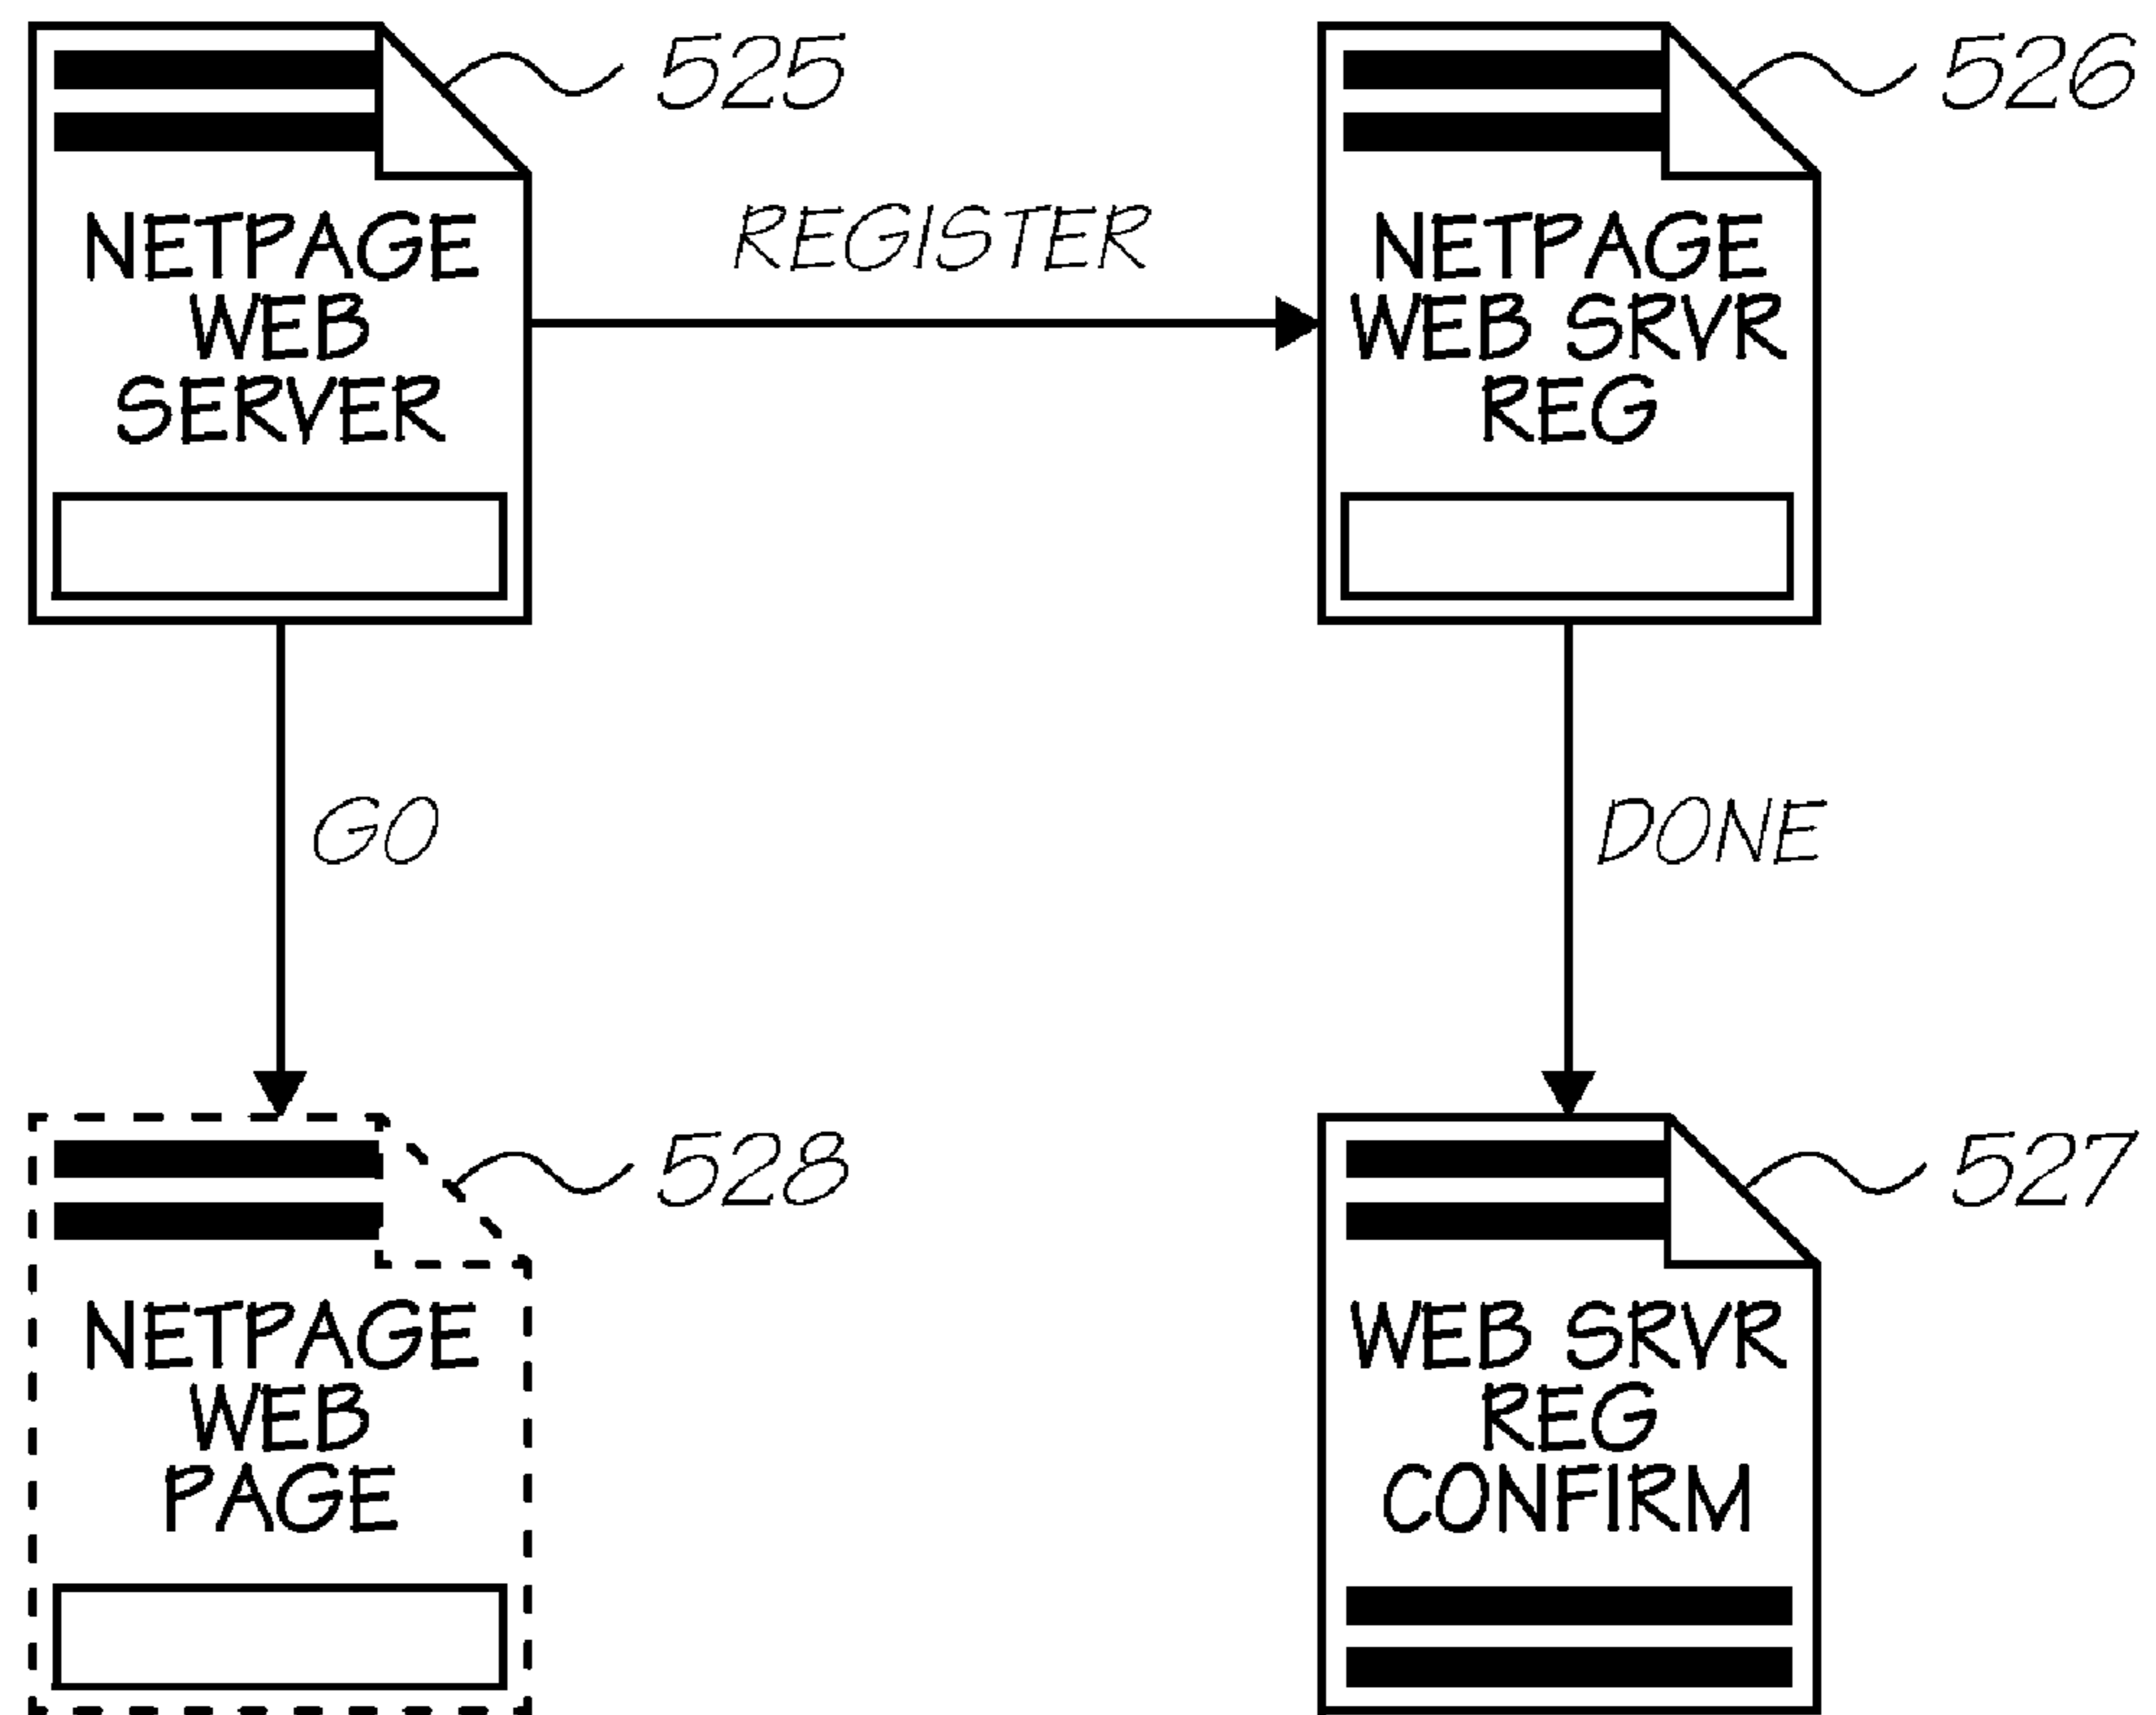 525
NETPAGE
WEB
SERVER
REGISTER
526
NETPAGE
WEB SRVR
REG
GO
DONE
528
NETPAGE
WEB
PAGE
527
WEB SRVR
REG
CONFIRM